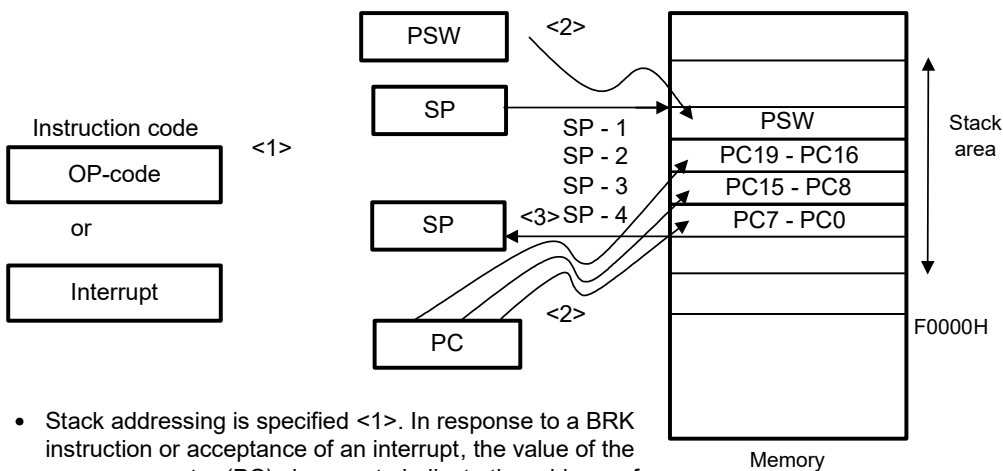 PSW
<2>
SP
Instruction code
<1>
OP-code
or
Interrupt
SP - 1
SP - 2
SP - 3
SP - 4
PSW
PC19 - PC16
PC15 - PC8
PC7 - PC0
Stack
area
SP
<3>
<2>
PC
F0000H
Memory
• Stack addressing is specified <1>. In response to a BRK
instruction or acceptance of an interrupt, the value of the